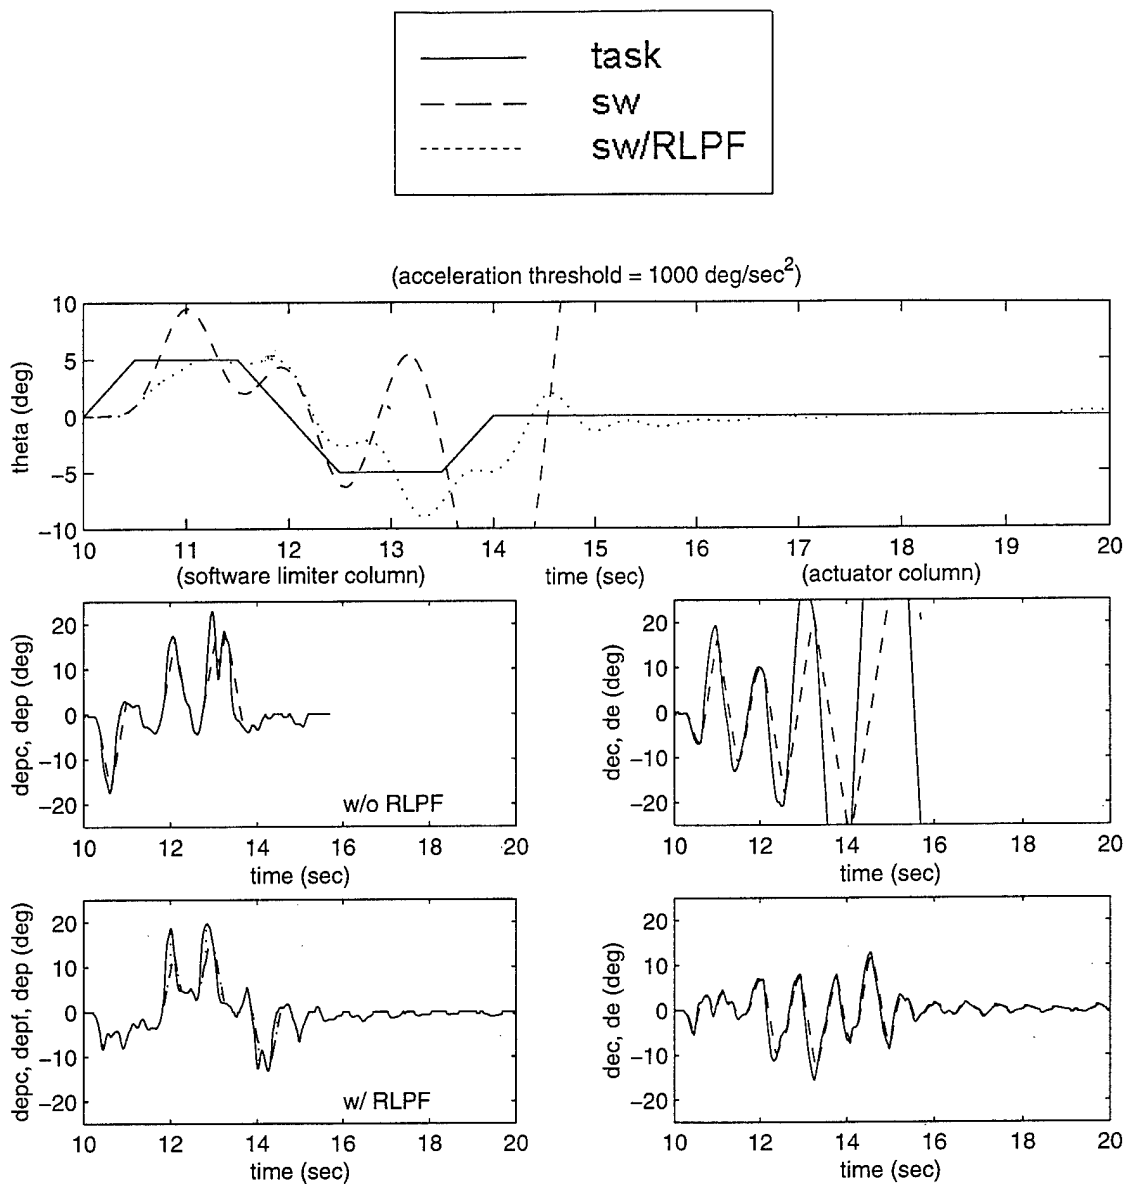 task
sw
sw/RLPF
(acceleration threshold = 1000 deg/sec²)
theta (deg)
10
5
0
−5
−10
10 11 12 13 14 15 16 17 18 19 20
(software limiter column) time (sec) (actuator column)
depc, dep (deg)
20
10
0
−10
−20
w/o RLPF
10 12 14 16 18 20
time (sec)
dec, de (deg)
20
10
0
−10
−20
10 12 14 16 18 20
time (sec)
depc, depf, dep (deg)
20
10
0
−10
−20
w/ RLPF
10 12 14 16 18 20
time (sec)
dec, de (deg)
20
10
0
−10
−20
10 12 14 16 18 20
time (sec)